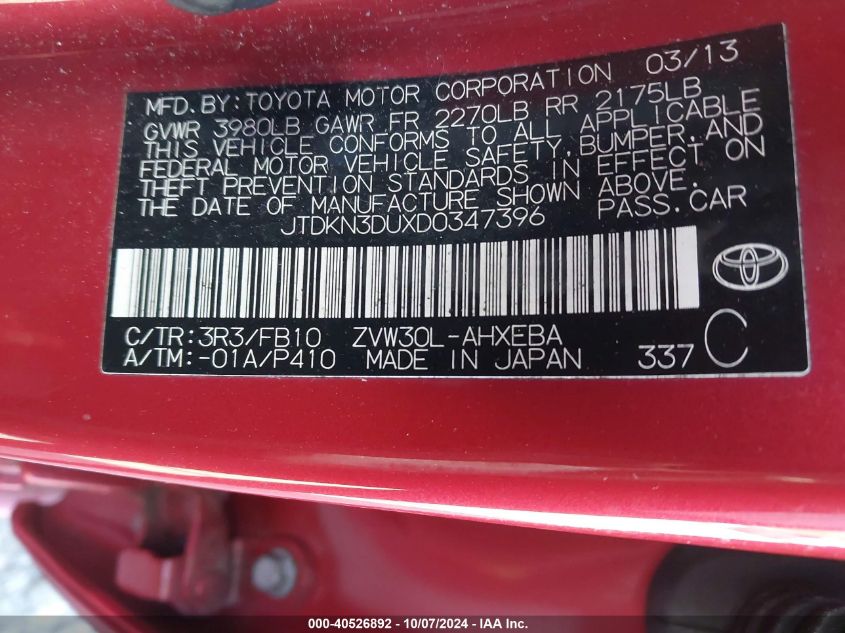 MFD. BY: TOYOTA MOTOR CORPORATION 03/13
GVWR 3980LB GAWR FR 2270LB RR 2175LB
THIS VEHICLE CONFORMS TO ALL APPLICABLE
FEDERAL MOTOR VEHICLE SAFETY, BUMPER, AND
THEFT PREVENTION STANDARDS IN EFFECT ON
THE DATE OF MANUFACTURE SHOWN ABOVE.
JTDKN3DUXD0347396 PASS. CAR
C/TR: 3R3/FB10 ZVW30L-AHXEBA
A/TM: -01A/P410 MADE IN JAPAN 337 C
000-40526892 - 10/07/2024 - IAA Inc.